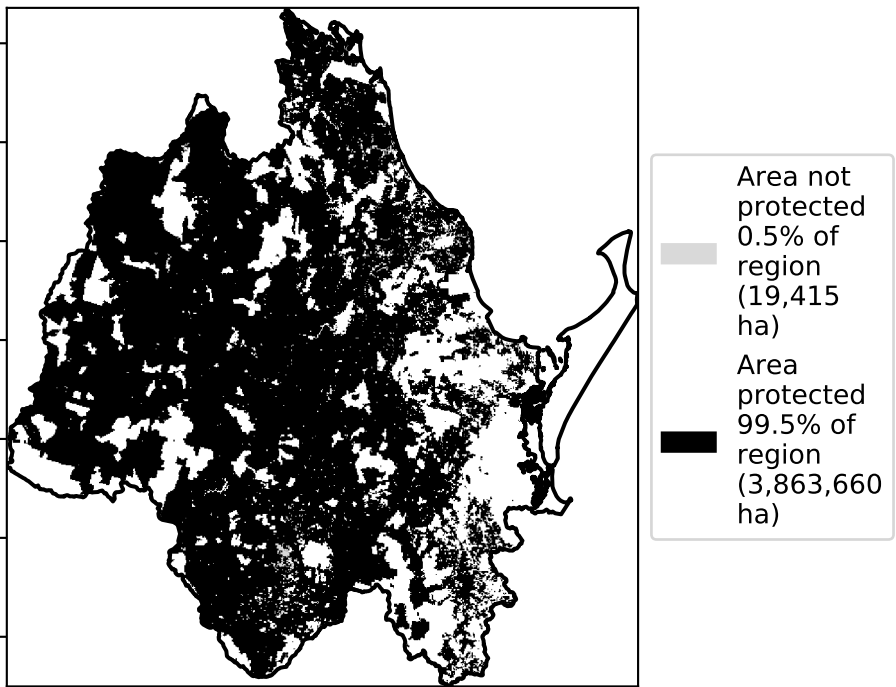 Area not
protected
0.5% of
region
(19,415
ha)
Area
protected
99.5% of
region
(3,863,660
ha)